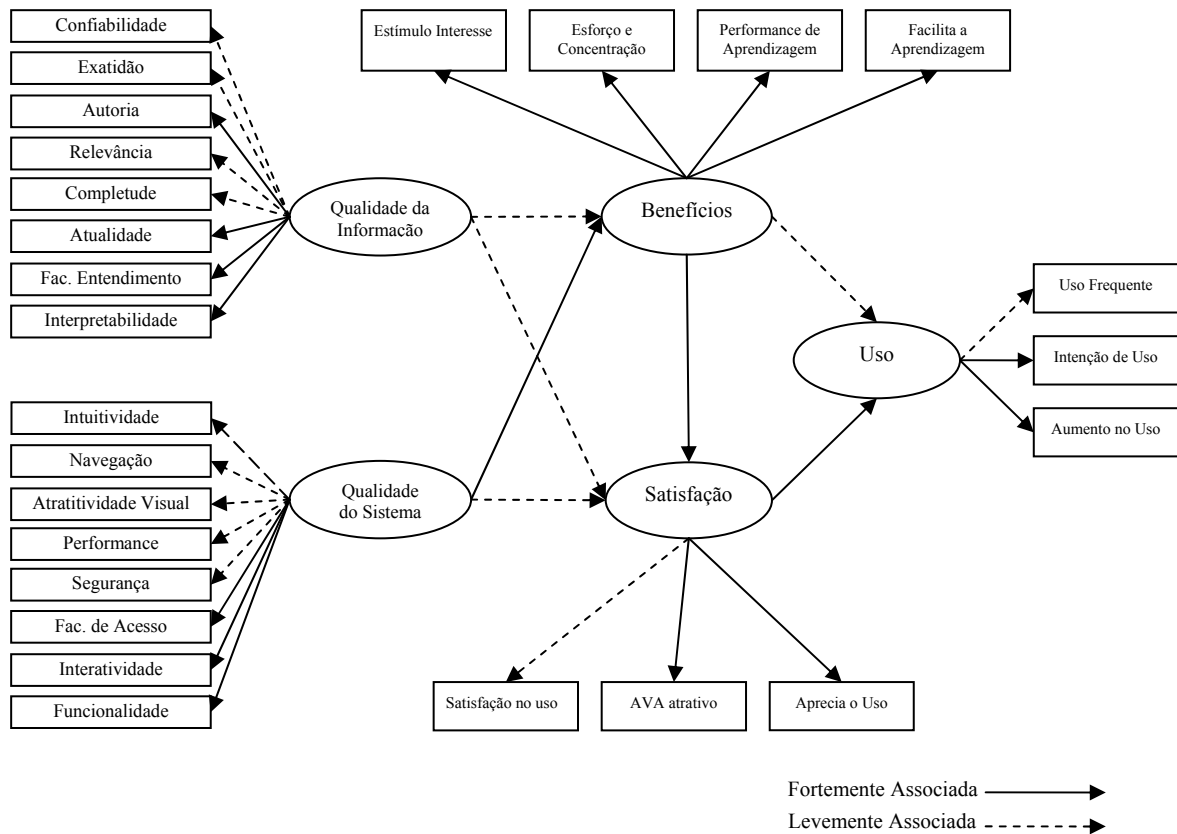 Confiabilidade
Exatidão
Autoria
Relevância
Completude
Atualidade
Fac. Entendimento
Interpretabilidade
Qualidade da
Informacão
Estímulo Interesse
Esforço e
Concentração
Performance de
Aprendizagem
Facilita a
Aprendizagem
Benefícios
Uso
Uso Frequente
Intenção de Uso
Aumento no Uso
Intuitividade
Navegação
Atratitividade Visual
Performance
Segurança
Fac. de Acesso
Interatividade
Funcionalidade
Qualidade
do Sistema
Satisfação
Satisfação no uso
AVA atrativo
Aprecia o Uso
Fortemente Associada
Levemente Associada